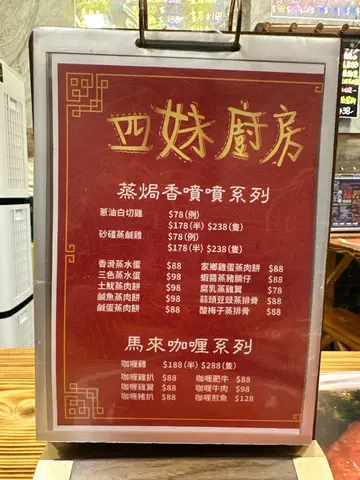 四妹廚房
蒸焗香噴噴系列
蔥油白切雞 $78(例)
$178(半) $238(隻)
砂礓蒸鹹雞 $78(例)
$178(半) $238(隻)
香滑蒸水蛋 $88 家鄉雞蛋蒸肉餅 $88
三色蒸水蛋 $88 蝦醬蒸豬腩仔 $88
土魷蒸肉餅 $88 腐乳蒸雞翼 $78
鹹魚蒸肉餅 $98 蒜頭豆豉蒸排骨 $88
鹹蛋蒸肉餅 $88 酸梅子蒸排骨 $88
馬來咖喱系列
咖喱雞 $188(半) $288(隻)
咖喱雞扒 $88 咖喱肥牛 $88
咖喱雞翼 $88 咖喱牛肉 $98
咖喱豬扒 $88 咖喱煎魚 $128